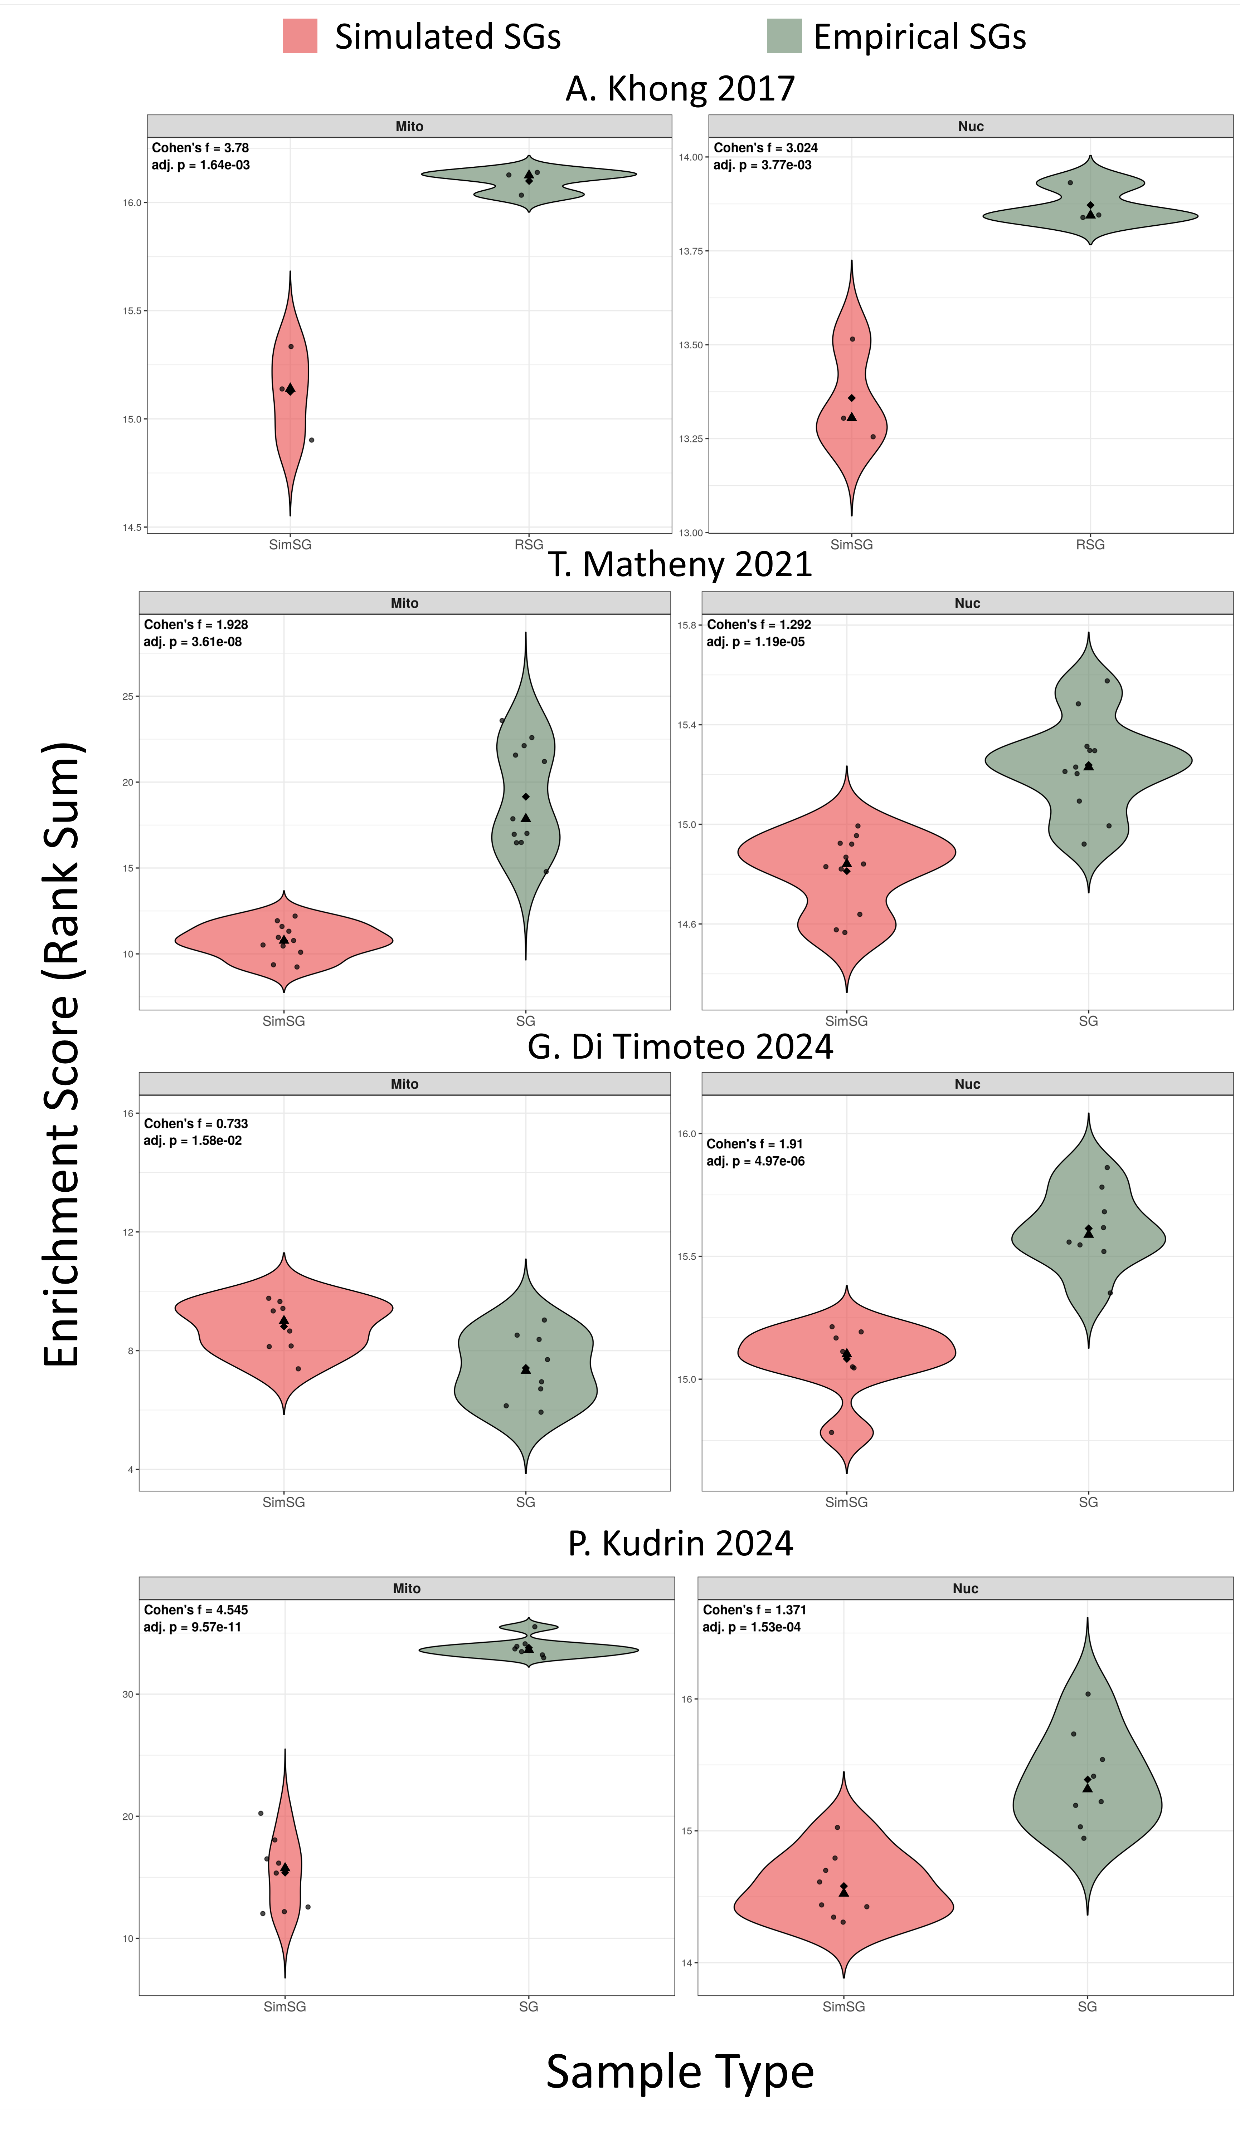 Simulated SGs
Empirical SGs
A. Khong 2017
Mito
Cohen's f = 3.78
adj. p = 1.64e-03
16.0
15.5
15.0
14.5
SimSG
RSG
Nuc
Cohen's f = 3.024
adj. p = 3.77e-03
14.00
13.75
13.50
13.25
13.00
SimSG
RSG
T. Matheny 2021
Mito
Cohen's f = 1.928
adj. p = 3.61e-08
25
20
15
10
SimSG
SG
Nuc
Cohen's f = 1.292
adj. p = 1.19e-05
15.8
15.4
15.0
14.6
SimSG
SG
Enrichment Score (Rank Sum)
G. Di Timoteo 2024
Mito
Cohen's f = 0.733
adj. p = 1.58e-02
16
12
8
4
SimSG
SG
Nuc
Cohen's f = 1.91
adj. p = 4.97e-06
16.0
15.5
15.0
SimSG
SG
P. Kudrin 2024
Mito
Cohen's f = 4.545
adj. p = 9.57e-11
30
20
10
SimSG
SG
Nuc
Cohen's f = 1.371
adj. p = 1.53e-04
16
15
14
SimSG
SG
Sample Type